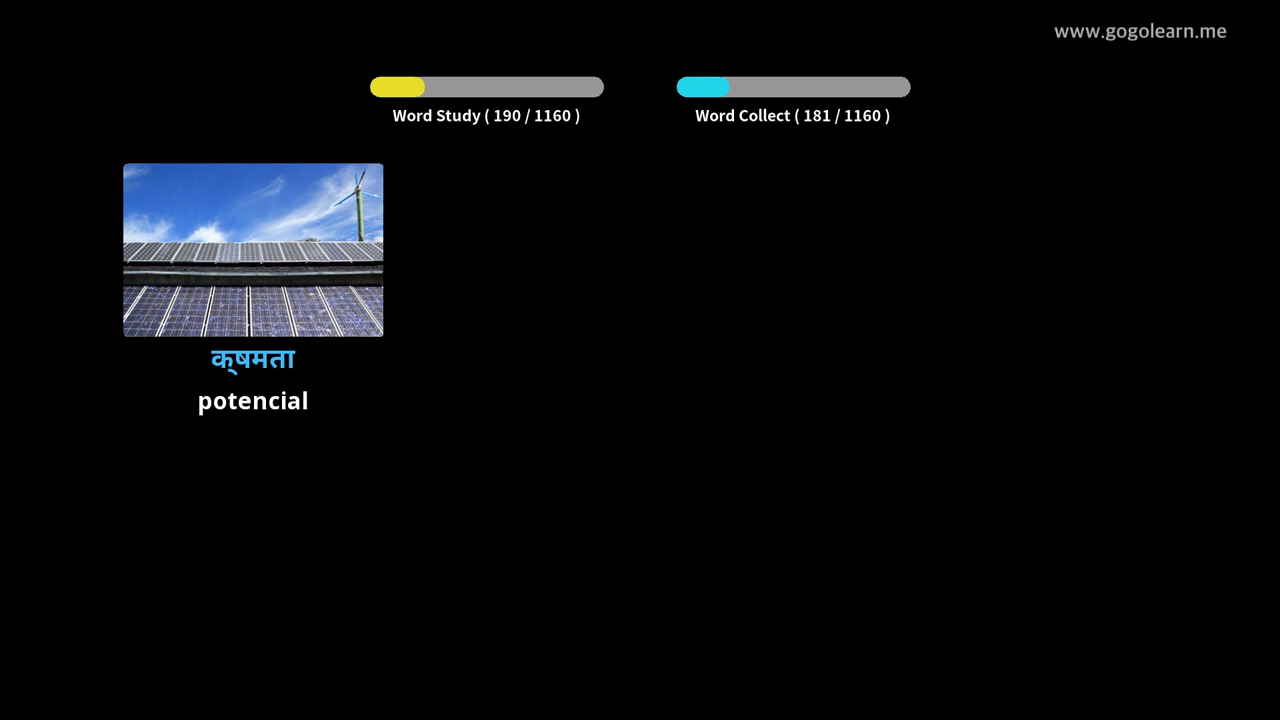 www.gogolearn.me
Word Study ( 190 / 1160 )
Word Collect ( 181 / 1160 )
क्षमता
potencial